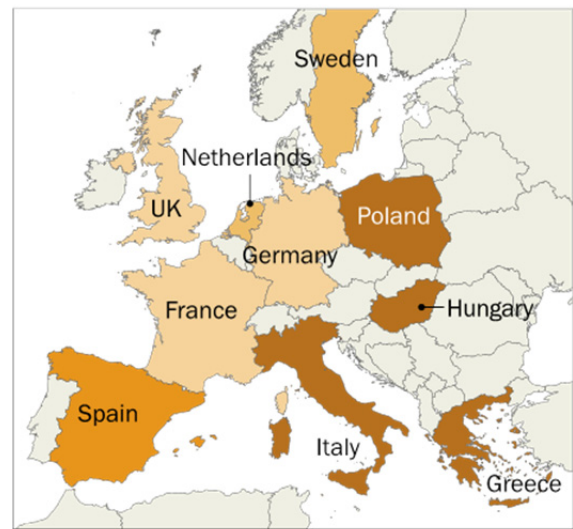 Sweden
Netherlands
UK
Poland
Germany
France
Hungary
Spain
Italy
Greece